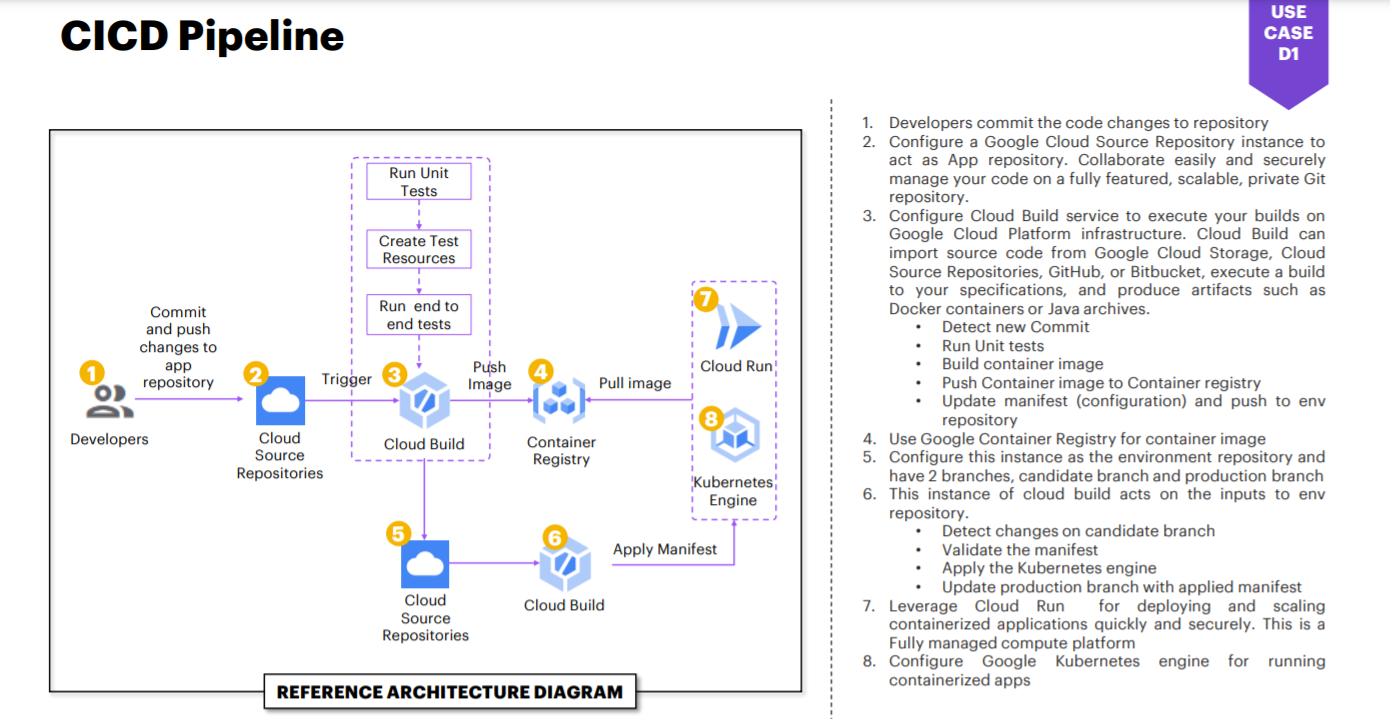 CICD Pipeline
USE
CASE
D1
Run Unit
Tests
Create Test
Resources
Run end to
end tests
Commit
and push
changes to
app
repository
1
Developers
2
Cloud
Source
Repositories
Trigger
3
Cloud Build
Push
Image
4
Container
Registry
Pull image
7
Cloud Run
8
Kubernetes
Engine
5
Cloud
Source
Repositories
6
Cloud Build
Apply Manifest
REFERENCE ARCHITECTURE DIAGRAM
1. Developers commit the code changes to repository
2. Configure a Google Cloud Source Repository instance to
act as App repository. Collaborate easily and securely
manage your code on a fully featured, scalable, private Git
repository.
3. Configure Cloud Build service to execute your builds on
Google Cloud Platform infrastructure. Cloud Build can
import source code from Google Cloud Storage, Cloud
Source Repositories, GitHub, or Bitbucket, execute a build
to your specifications, and produce artifacts such as
Docker containers or Java archives.
• Detect new Commit
• Run Unit tests
• Build container image
• Push Container image to Container registry
• Update manifest (configuration) and push to env
repository
4. Use Google Container Registry for container image
5. Configure this instance as the environment repository and
have 2 branches, candidate branch and production branch
6. This instance of cloud build acts on the inputs to env
repository.
• Detect changes on candidate branch
• Validate the manifest
• Apply the Kubernetes engine
• Update production branch with applied manifest
7. Leverage Cloud Run for deploying and scaling
containerized applications quickly and securely. This is a
Fully managed compute platform
8. Configure Google Kubernetes engine for running
containerized apps